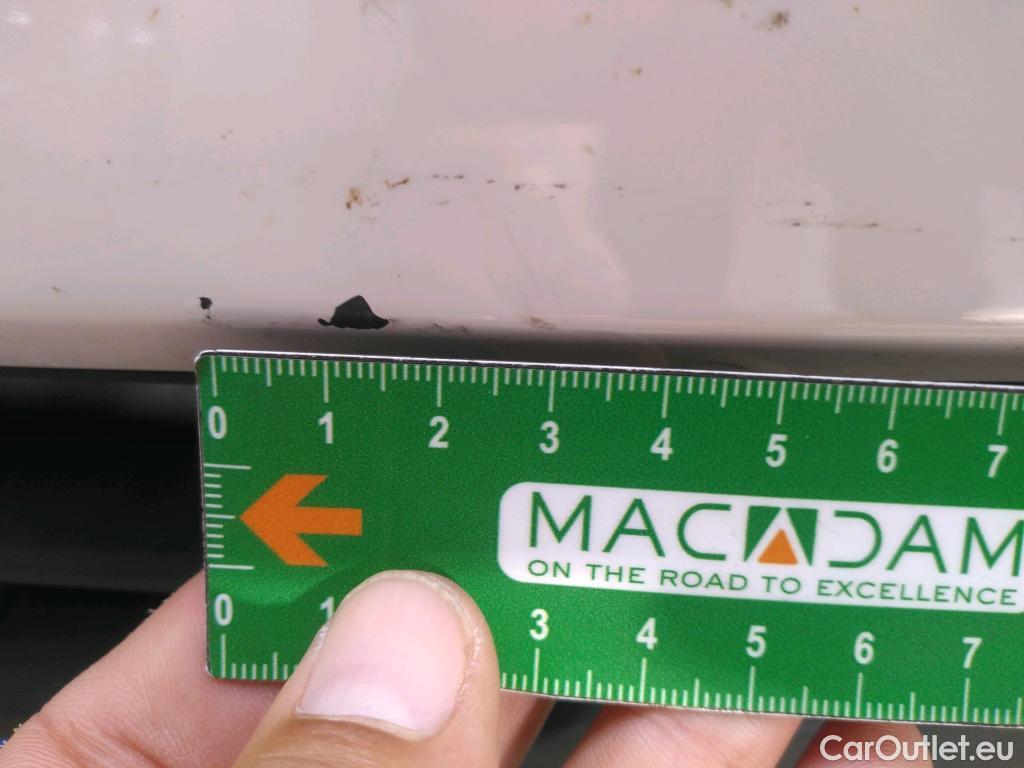 0 1 2 3 4 5 6 7
MACADAM
ON THE ROAD TO EXCELLENCE
0 1 3 4 5 6 7
CarOutlet.eu